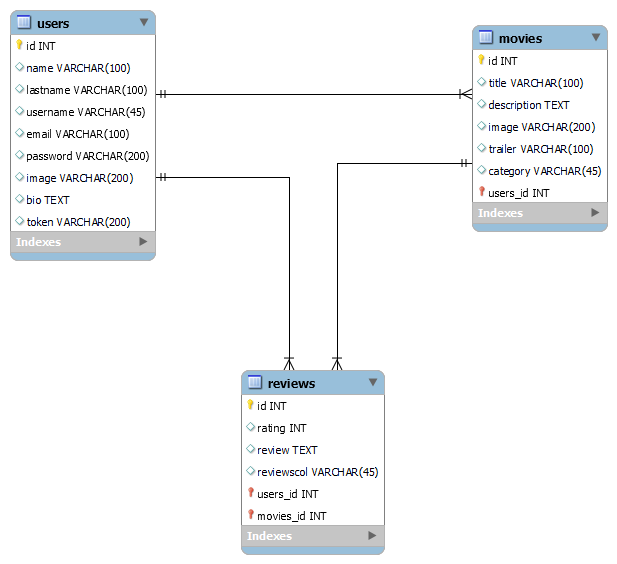 users
id INT
name VARCHAR(100)
lastname VARCHAR(100)
username VARCHAR(45)
email VARCHAR(100)
password VARCHAR(200)
image VARCHAR(200)
bio TEXT
token VARCHAR(200)
Indexes
movies
id INT
title VARCHAR(100)
description TEXT
image VARCHAR(200)
trailer VARCHAR(100)
category VARCHAR(45)
users_id INT
Indexes
reviews
id INT
rating INT
review TEXT
reviewscol VARCHAR(45)
users_id INT
movies_id INT
Indexes